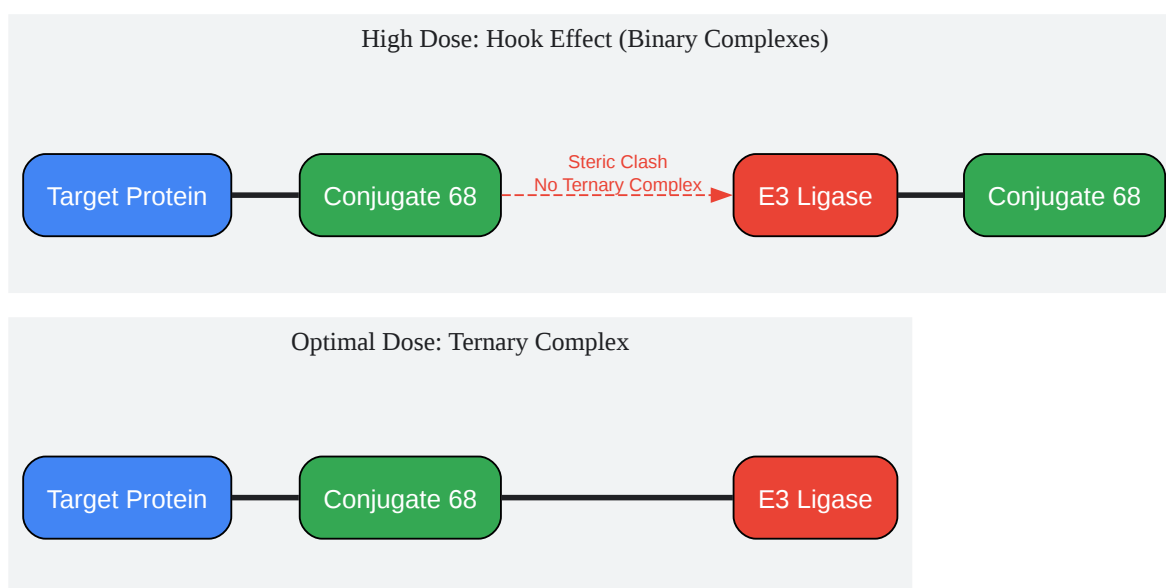 High Dose: Hook Effect (Binary Complexes)
Steric Clash
No Ternary Complex
Target Protein
Conjugate 68
E3 Ligase
Conjugate 68
Optimal Dose: Ternary Complex
Target Protein
Conjugate 68
E3 Ligase